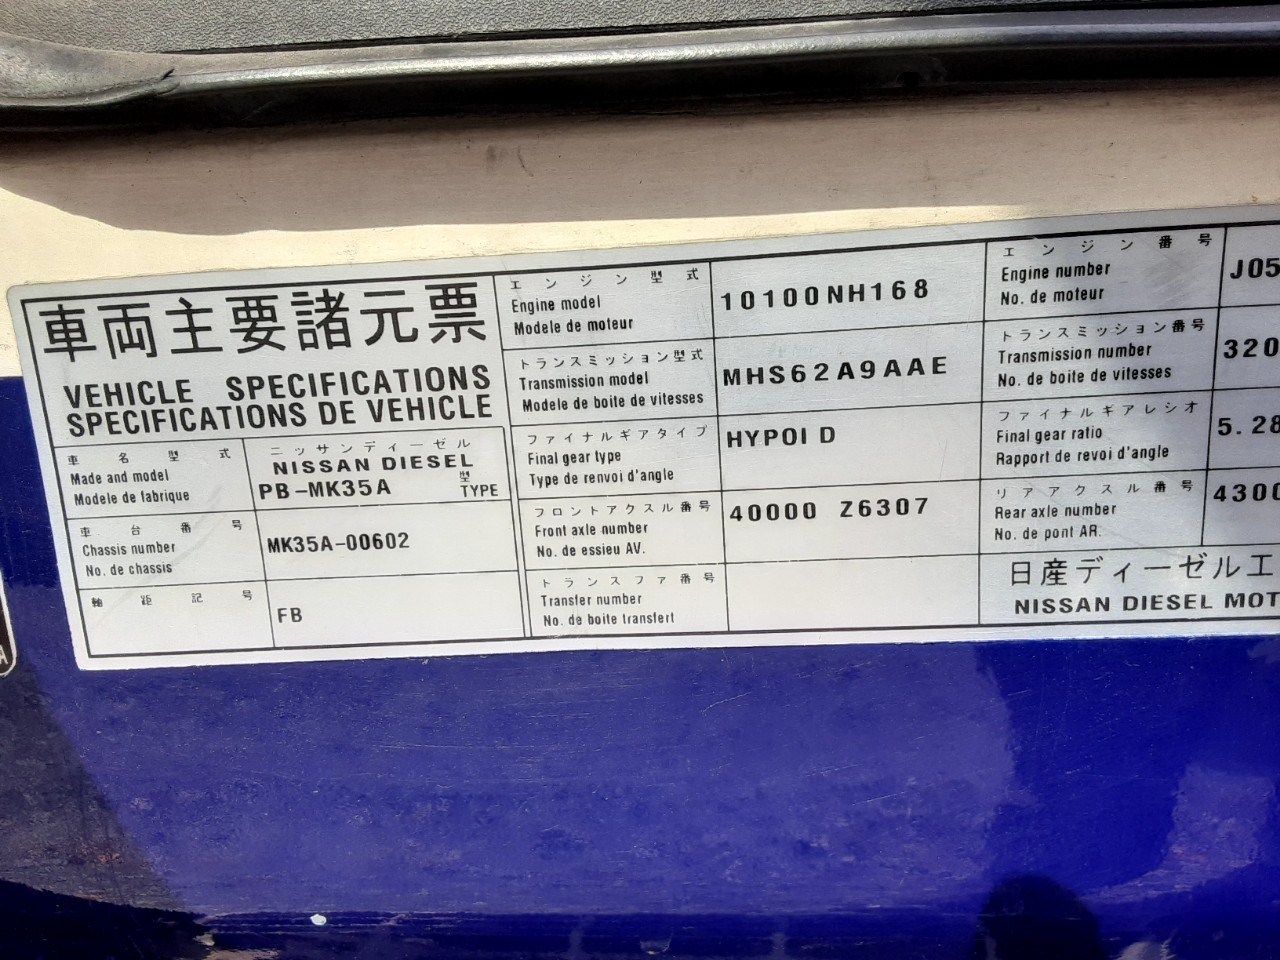 車両主要諸元票
VEHICLE SPECIFICATIONS
SPECIFICATIONS DE VEHICLE
車名型式
Made and model
Modele de fabrique
ニッサンディーゼル
NISSAN DIESEL
PB-MK35A
型
TYPE
車台番号
Chassis number
No. de chassis
MK35A-00602
軸距記号
FB
エンジン型式
Engine model
Modele de moteur
10100NH168
トランスミッション型式
Transmission model
Modele de boite de vitesses
MHS62A9AAE
ファイナルギアタイプ
Final gear type
Type de renvoi d'angle
HYPOI D
フロントアクスル番号
Front axle number
No. de essieu AV.
40000 Z6307
トランスファ番号
Transfer number
No. de boite transfert
エンジン番号
Engine number
No. de moteur
J05
トランスミッション番号
Transmission number
No. de boite de vitesses
320
ファイナルギアレシオ
Final gear ratio
Rapport de revoi d'angle
5.28
リアアクスル番号
Rear axle number
No. de pont AR.
4300
日産ディーゼルエ
NISSAN DIESEL MOT
A